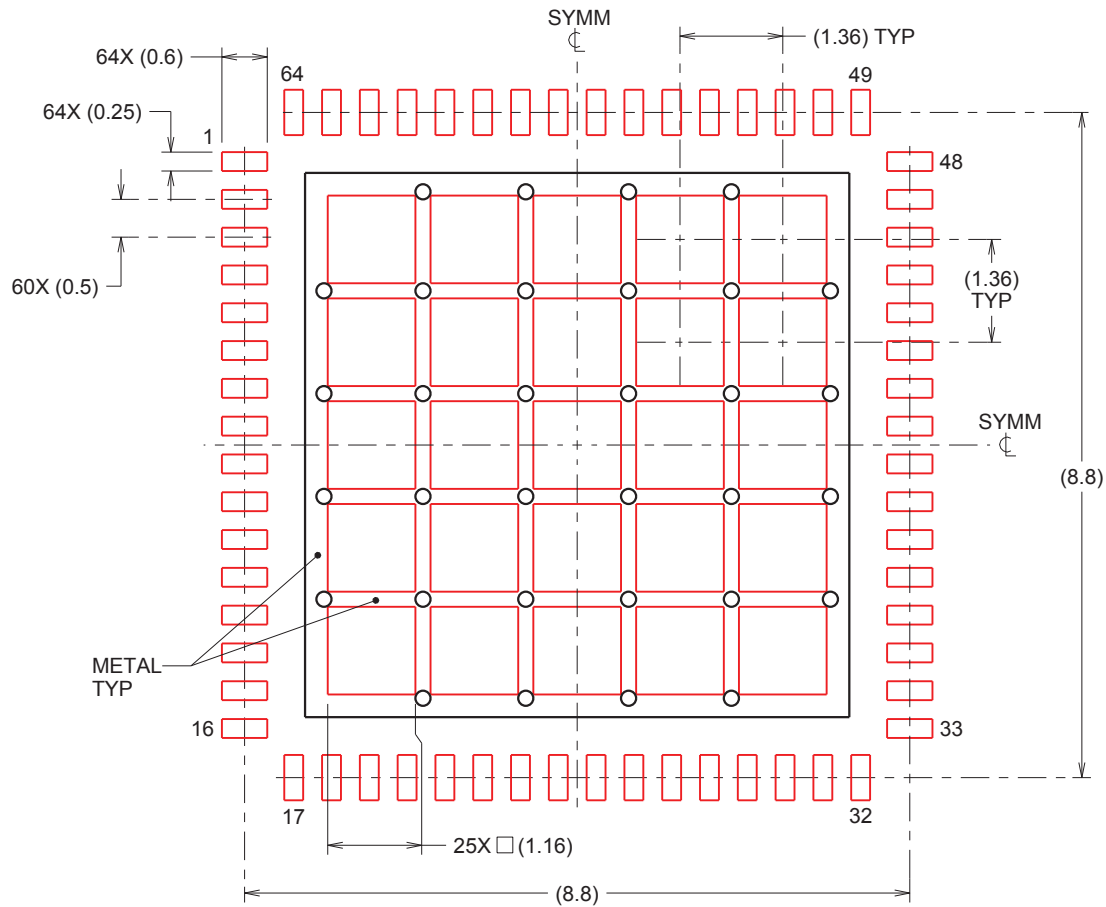 SYMM
(1.36) TYP
64X (0.6)
64
49
64X (0.25)
1
48
60X (0.5)
(1.36)
TYP
SYMM
(8.8)
METAL
TYP
16
33
17
32
25X □ (1.16)
(8.8)